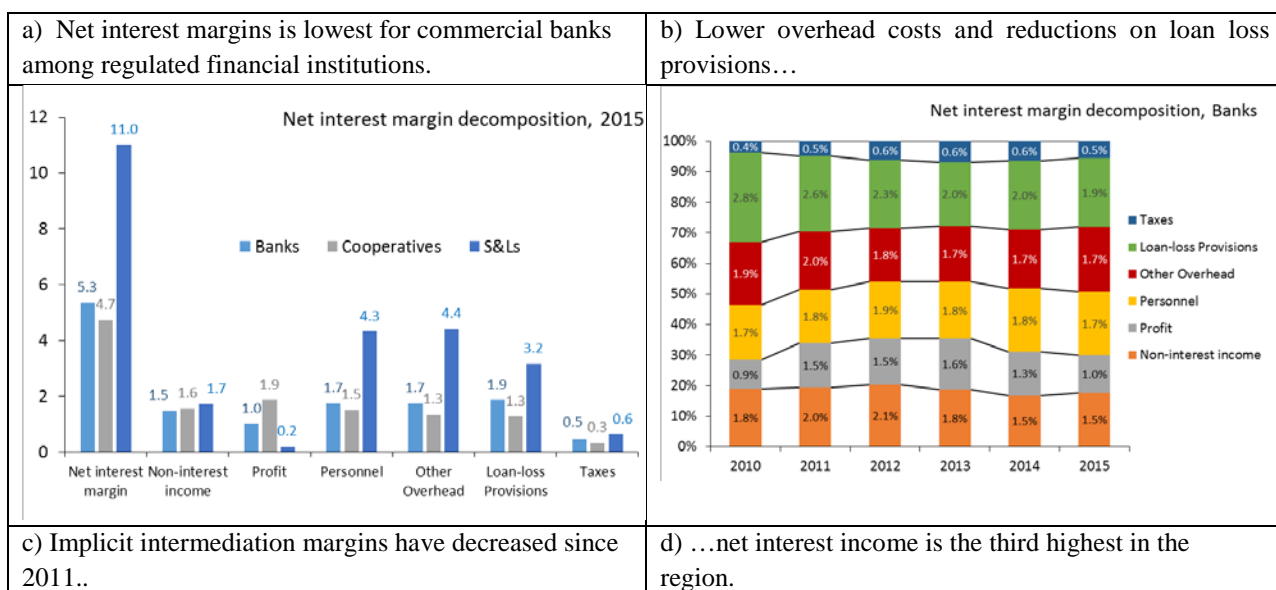 a) Net interest margins is lowest for commercial banks
among regulated financial institutions.
b) Lower overhead costs and reductions on loan loss
provisions…
Net interest margin decomposition, 2015
12
10
8
6
4
2
0
Banks
Cooperatives
S&Ls
5.3
4.7
11.0
1.5
1.6
1.7
1.0
1.9
0.2
1.7
1.5
4.3
1.7
1.3
4.4
1.9
1.3
3.2
0.5
0.3
0.6
Net interest
margin
Non-interest
income
Profit
Personnel
Other
Overhead
Loan-loss
Provisions
Taxes
Net interest margin decomposition, Banks
100%
90%
80%
70%
60%
50%
40%
30%
20%
10%
0%
0.4% 0.5% 0.6% 0.6% 0.6% 0.5%
2.8% 2.6% 2.3% 2.0% 2.0% 1.9%
1.9% 2.0% 1.8% 1.7% 1.7% 1.7%
1.7% 1.8% 1.9% 1.8% 1.8% 1.7%
0.9% 1.5% 1.5% 1.6% 1.3% 1.0%
1.8% 2.0% 2.1% 1.8% 1.5% 1.5%
2010 2011 2012 2013 2014 2015
Taxes
Loan-loss Provisions
Other Overhead
Personnel
Profit
Non-interest income
c) Implicit intermediation margins have decreased since
2011..
d) …net interest income is the third highest in the
region.